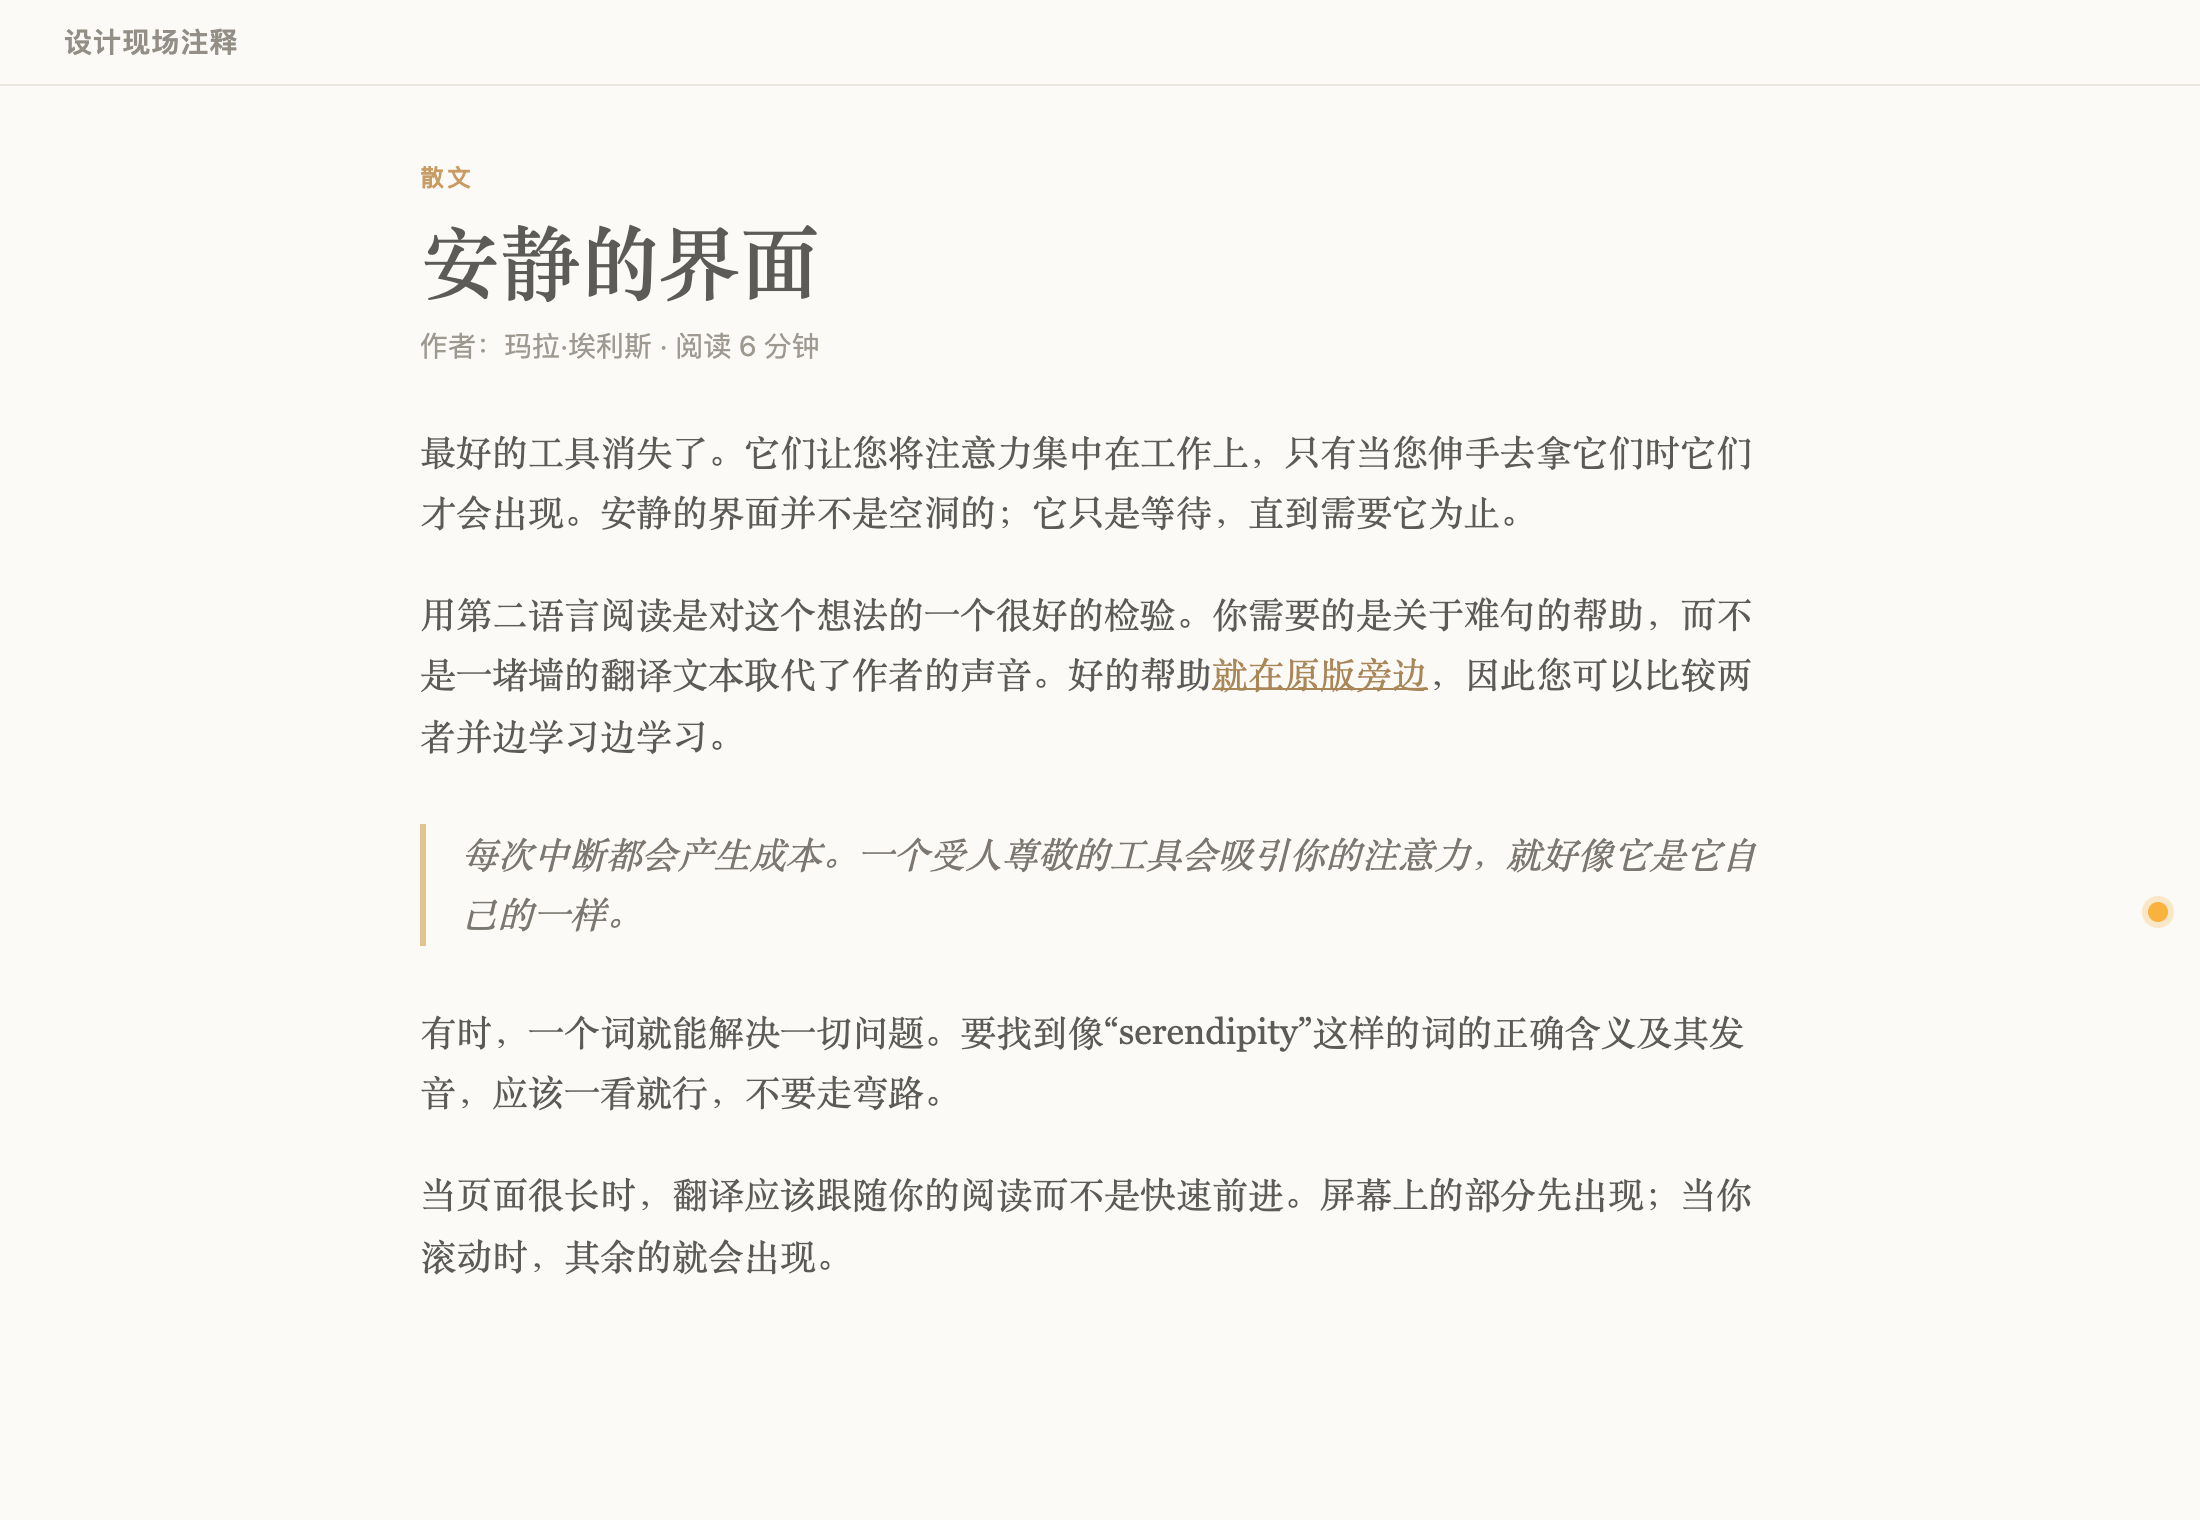 设计现场注释
散文
安静的界面
作者：玛拉·埃利斯 · 阅读 6 分钟
最好的工具消失了。它们让您将注意力集中在工作上，只有当您伸手去拿它们时它们
才会出现。安静的界面并不是空洞的；它只是等待，直到需要它为止。
用第二语言阅读是对这个想法的一个很好的检验。你需要的是关于难句的帮助，而不
是一堵墙的翻译文本取代了作者的声音。好的帮助就在原版旁边，因此您可以比较两
者并边学习边学习。
每次中断都会产生成本。一个受人尊敬的工具会吸引你的注意力，就好像它是它自
己的一样。
有时，一个词就能解决一切问题。要找到像“serendipity”这样的词的正确含义及其发
音，应该一看就行，不要走弯路。
当页面很长时，翻译应该跟随你的阅读而不是快速前进。屏幕上的部分先出现；当你
滚动时，其余的就会出现。